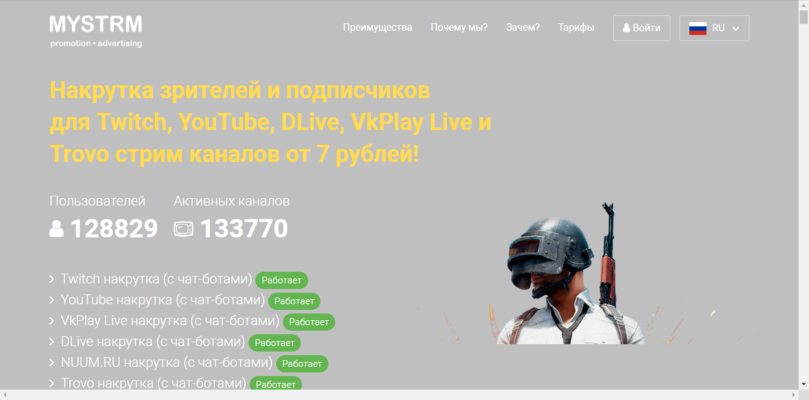 MYSTRM
promotion • advertising
Преимущества Почему мы? Зачем? Тарифы Войти RU
Накрутка зрителей и подписчиков
для Twitch, YouTube, DLive, VkPlay Live и
Trovo стрим каналов от 7 рублей!
Пользователей Активных каналов
128829 133770
Twitch накрутка (с чат-ботами) Работает
YouTube накрутка (с чат-ботами) Работает
VkPlay Live накрутка (с чат-ботами) Работает
DLive накрутка (с чат-ботами) Работает
NUUM.RU накрутка (с чат-ботами) Работает
Trovo накрутка (с чат-ботами) Работает